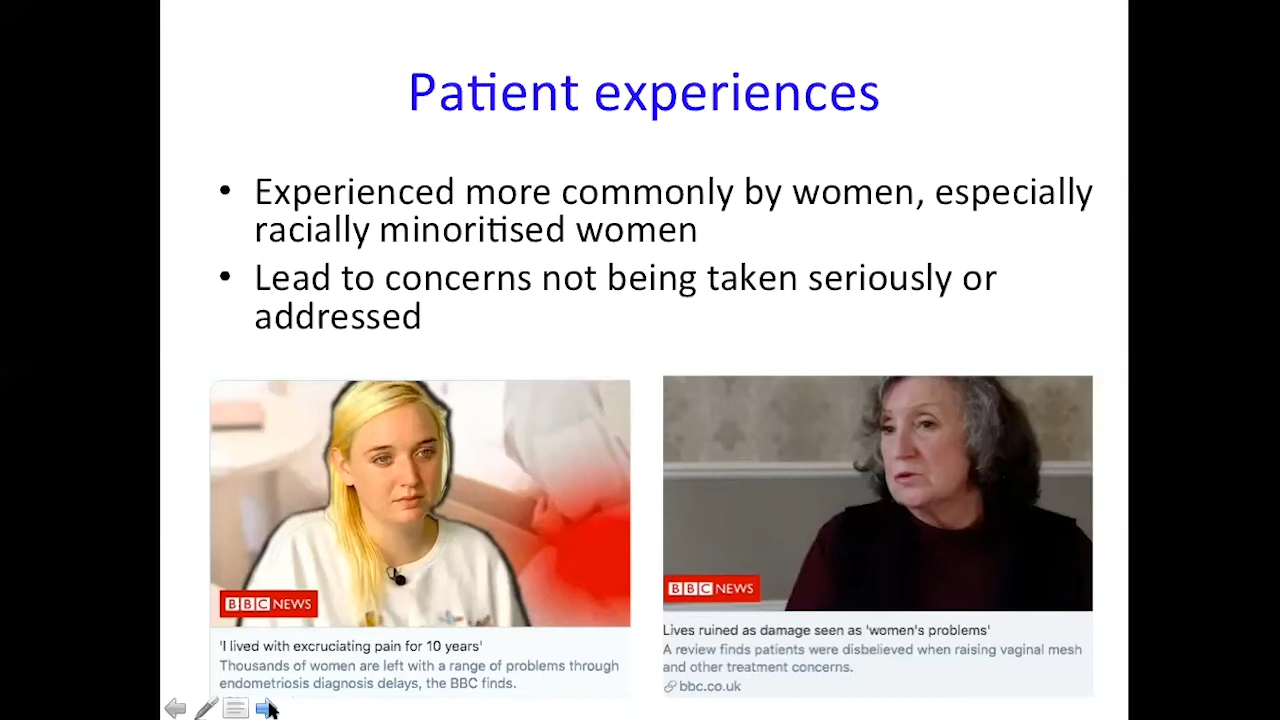 Patient experiences
• Experienced more commonly by women, especially
racially minoritised women
• Lead to concerns not being taken seriously or
addressed
BBC NEWS
'I lived with excruciating pain for 10 years'
Thousands of women are left with a range of problems through
endometriosis diagnosis delays, the BBC finds.
BBC NEWS
Lives ruined as damage seen as 'women's problems'
A review finds patients were disbelieved when raising vaginal mesh
and other treatment concerns.
bbc.co.uk